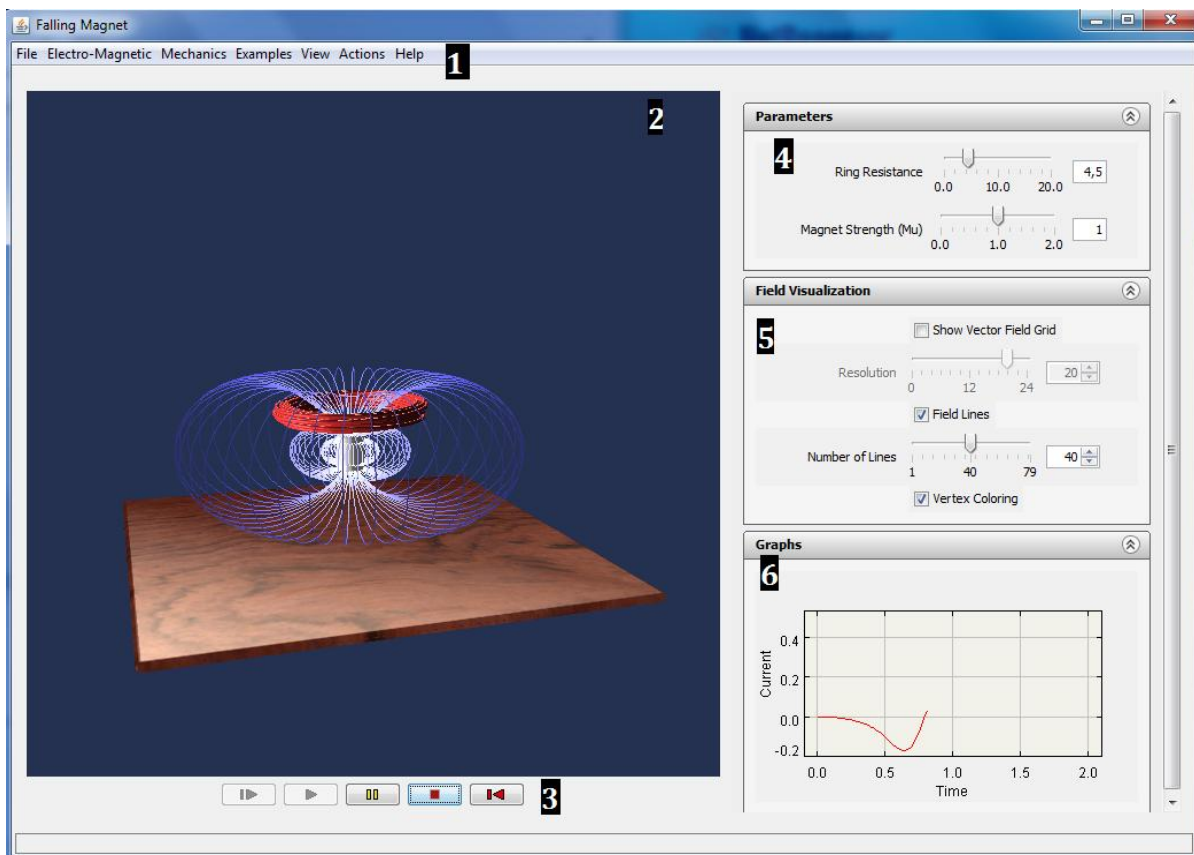 Falling Magnet
File Electro-Magnetic Mechanics Examples View Actions Help
1
2
Parameters
4
Ring Resistance
4,5
0.0 10.0 20.0
Magnet Strength (Mu)
1
0.0 1.0 2.0
Field Visualization
5
Show Vector Field Grid
Resolution
20
0 12 24
Field Lines
Number of Lines
40
1 40 79
Vertex Coloring
Graphs
6
0.4
0.2
0.0
-0.2
Current
0.0 0.5 1.0 1.5 2.0
Time
3